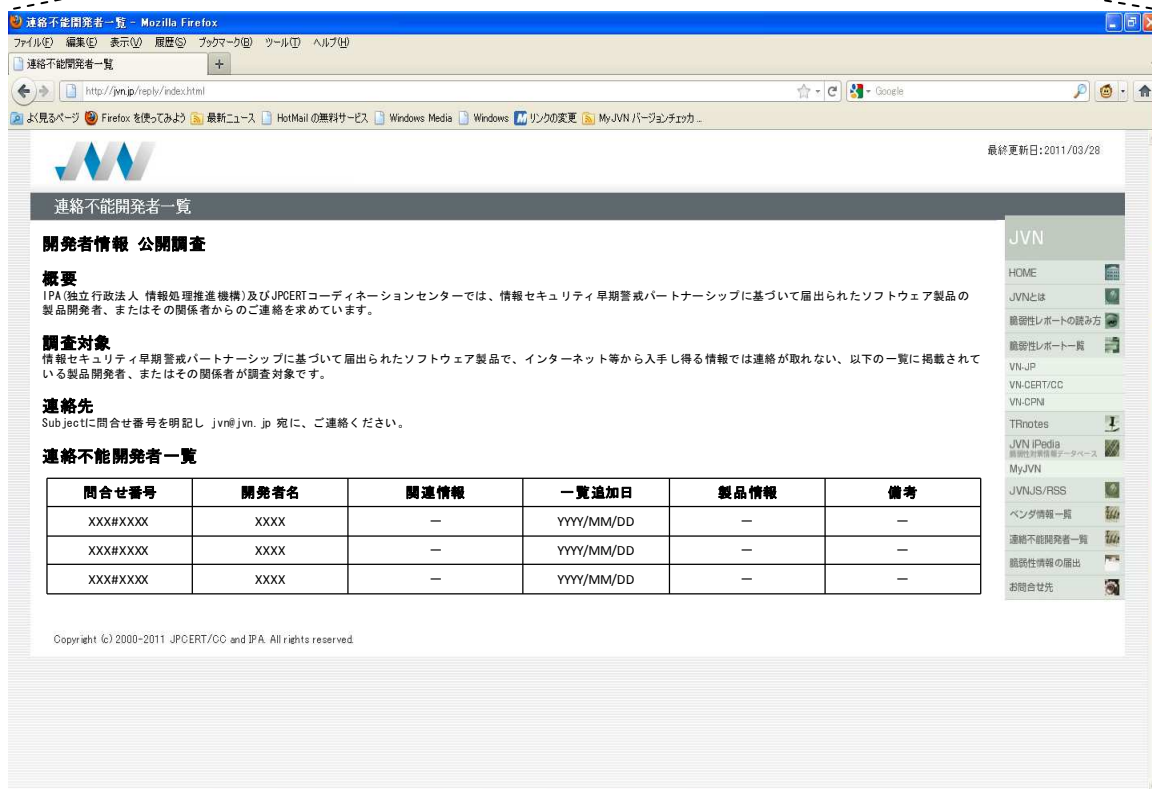 連絡不能開発者一覧 - Mozilla Firefox
ファイル(F) 編集(E) 表示(V) 履歴(S) ブックマーク(B) ツール(T) ヘルプ(H)
連絡不能開発者一覧 +
http://jvn.jp/reply/index.html Google
よく見るページ Firefox を使ってみよう 最新ニュース HotMail の無料サービス Windows Media Windows リンクの変更 MyJVN バージョンチェッカ ...
JVN
最終更新日:2011/03/28
連絡不能開発者一覧
開発者情報 公開調査
概要
IPA(独立行政法人 情報処理推進機構)及びJPCERTコーディネーションセンターでは、情報セキュリティ早期警戒パートナーシップに基づいて届出られたソフトウェア製品の
製品開発者、またはその関係者からのご連絡を求めています。
調査対象
情報セキュリティ早期警戒パートナーシップに基づいて届出られたソフトウェア製品で、インターネット等から入手し得る情報では連絡が取れない、以下の一覧に掲載されて
いる製品開発者、またはその関係者が調査対象です。
連絡先
Subjectに問合せ番号を明記し jvn@jvn.jp 宛に、ご連絡ください。
連絡不能開発者一覧
問合せ番号 開発者名 関連情報 一覧追加日 製品情報 備考
XXX#XXXX XXXX － YYYY/MM/DD － －
XXX#XXXX XXXX － YYYY/MM/DD － －
XXX#XXXX XXXX － YYYY/MM/DD － －
Copyright (c) 2000-2011 JPCERT/CC and IPA. All rights reserved.
JVN
HOME
JVNとは
脆弱性レポートの読み方
脆弱性レポート一覧
VN-JP
VN-CERT/CC
VN-CPNI
TRnotes
JVN iPedia
脆弱性対策情報データベース
MyJVN
JVNJS/RSS
ベンダ情報一覧
連絡不能開発者一覧
脆弱性情報の届出
お問合せ先